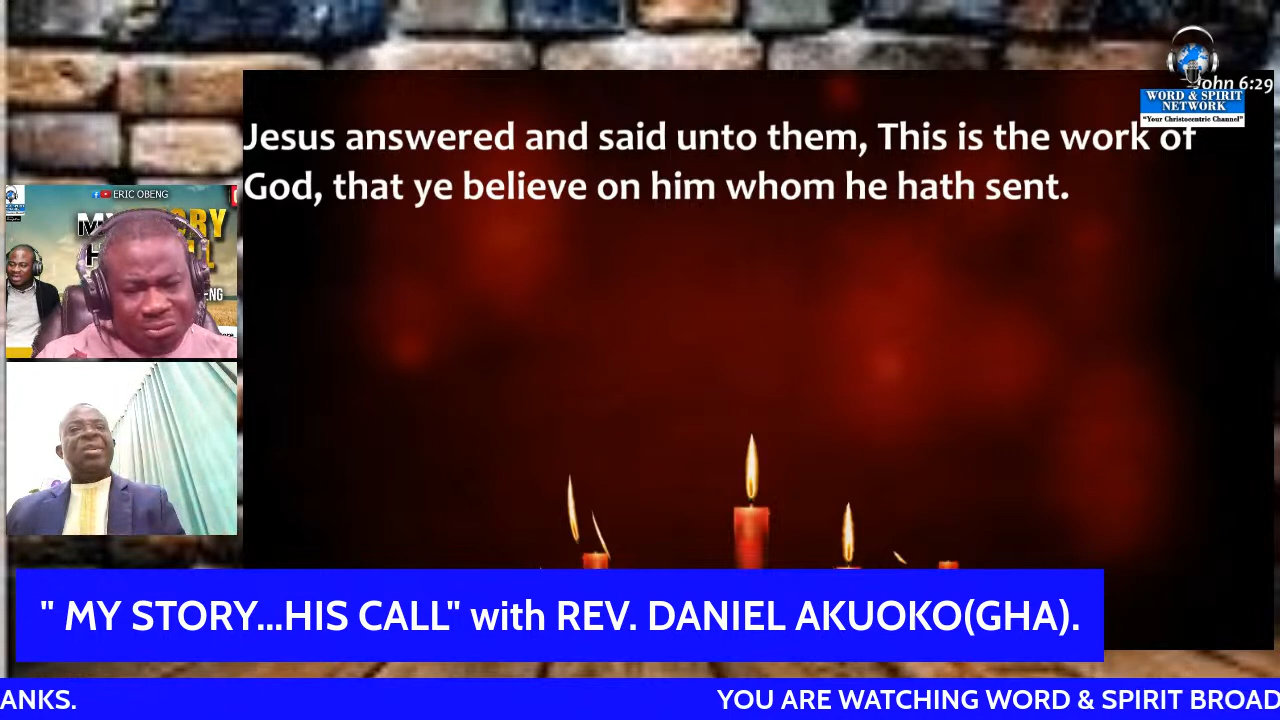 John 6:29
WORD & SPIRIT
NETWORK
"Your Christocentric Channel"
Jesus answered and said unto them, This is the work of
God, that ye believe on him whom he hath sent.
ERIC OBENG
" MY STORY...HIS CALL" with REV. DANIEL AKUOKO(GHA).
ANKS.
YOU ARE WATCHING WORD & SPIRIT BROAD